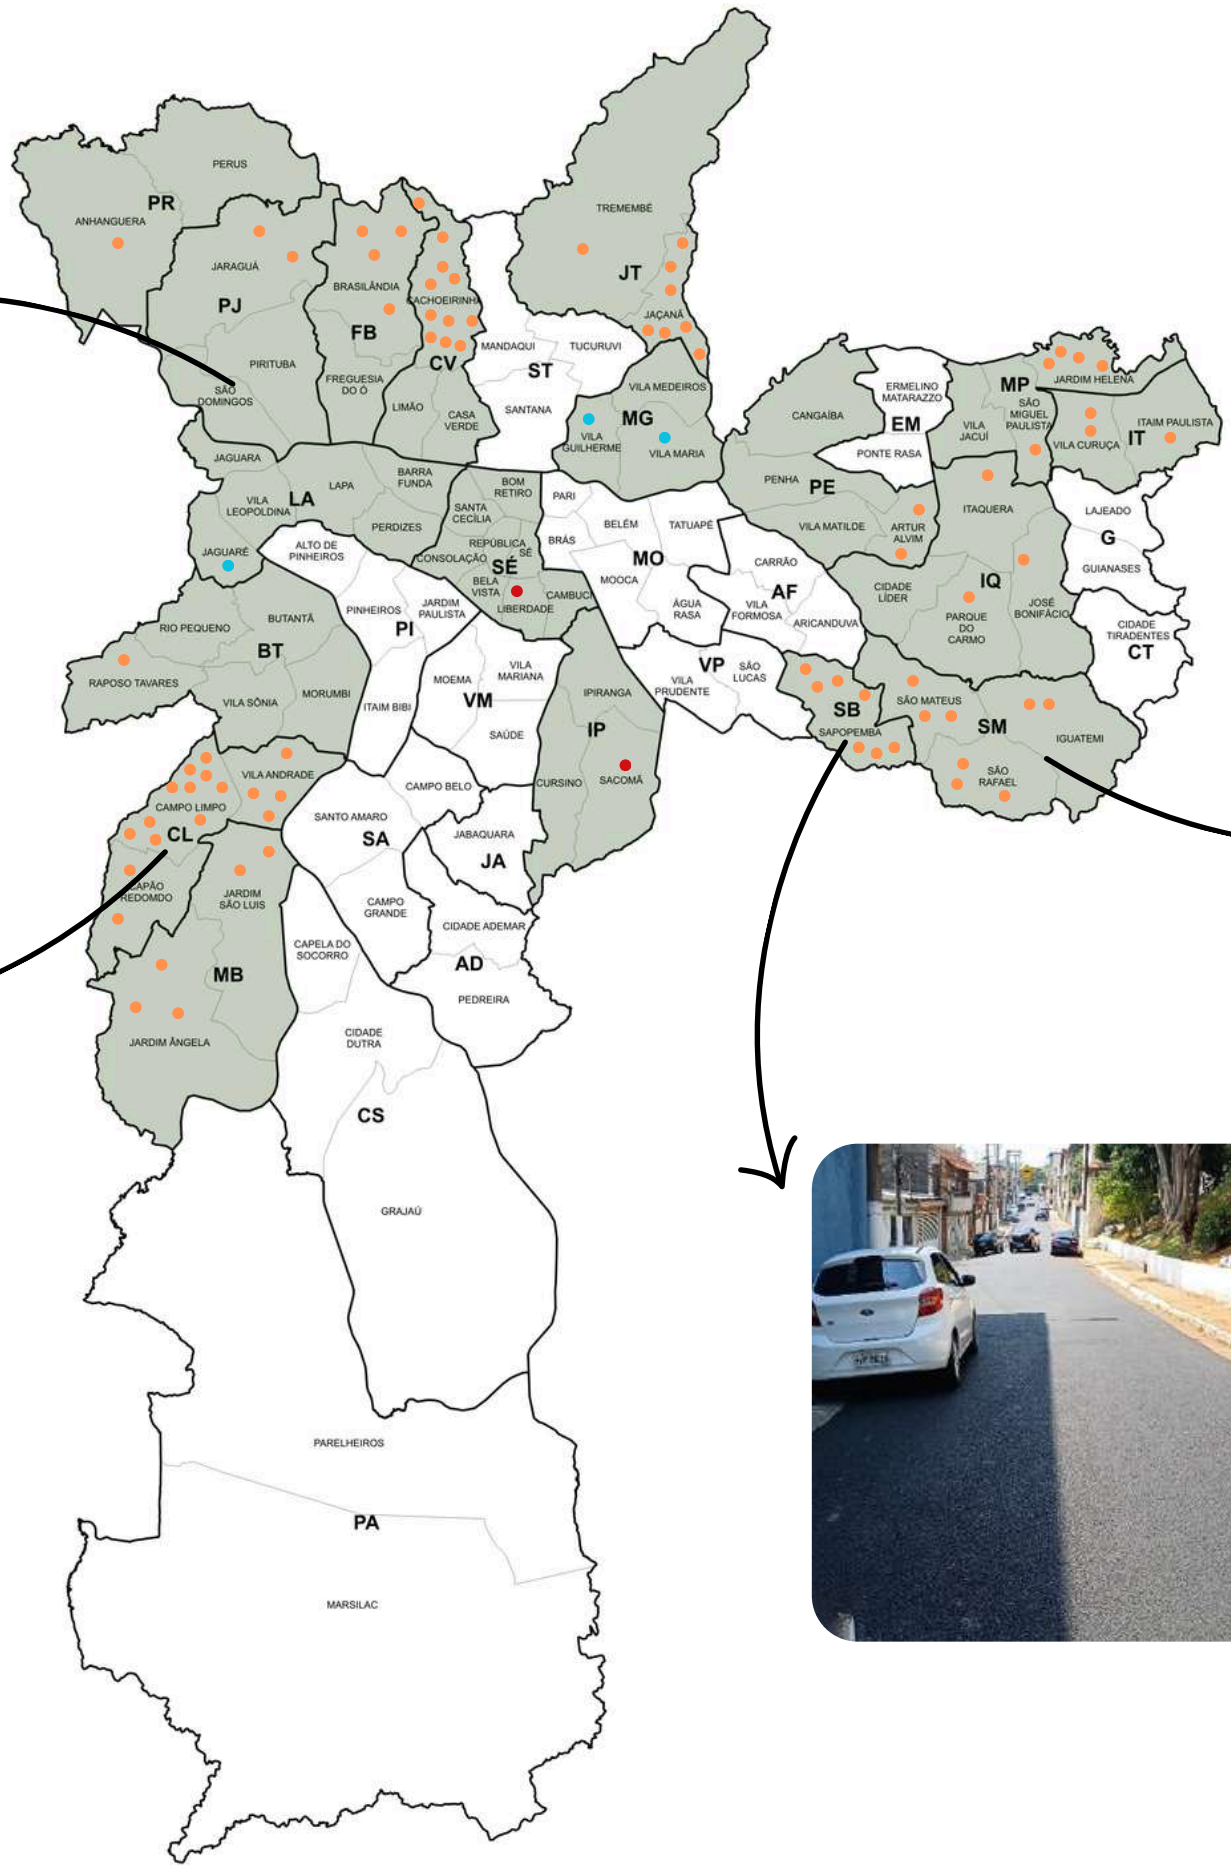 PERUS
PR
ANHANGUERA
JARAGUÁ
PJ
PIRITUBA
SÃO
DOMINGOS
BRASILÂNDIA
FB
FREGUESIA
DO Ó
CACHOEIRINHA
CV
LIMÃO
CASA
VERDE
MANDAQUI
TUCURUVI
ST
SANTANA
TREMEMBÉ
JT
JAÇANÃ
VILA MEDEIROS
MG
VILA
GUILHERME
VILA MARIA
CANGAÍBA
ERMELINO
MATARAZZO
EM
PONTE RASA
PENHA
PE
VILA MATILDE
ARTUR
ALVIM
JARDIM HELENA
MP
SÃO
MIGUEL
PAULISTA
VILA
JACUÍ
ITAIM PAULISTA
IT
VILA CURUÇA
LAJEADO
G
GUIANASES
ITAQUERA
IQ
CIDADE
LÍDER
PARQUE
DO
CARMO
JOSÉ
BONIFÁCIO
CIDADE
TIRADENTES
CT
JAGUARA
VILA
LEOPOLDINA
LA
LAPA
BARRA
FUNDA
PERDIZES
JAGUARÉ
BOM
RETIRO
SANTA
CECÍLIA
REPÚBLICA
SÉ
CONSOLAÇÃO
SÉ
BELA
VISTA
LIBERDADE
CAMBUCI
PARI
BRÁS
BELÉM
TATUAPÉ
MO
MOOCA
ÁGUA
RASA
CARRÃO
AF
VILA
FORMOSA
ARICANDUVA
ALTO DE
PINHEIROS
PINHEIROS
JARDIM
PAULISTA
PI
ITAIM BIBI
RIO PEQUENO
BUTANTÃ
BT
RAPOSO TAVARES
VILA SÔNIA
MORUMBI
MOEMA
VILA
MARIANA
VM
SAÚDE
IPIRANGA
IP
CURSINO
SACOMÃ
VP
SÃO
LUCAS
VILA
PRUDENTE
SB
SAPOPEMBA
SÃO MATEUS
SM
IGUATEMI
SÃO
RAFAEL
VILA ANDRADE
CAMPO LIMPO
CL
CAPÃO
REDOMDO
JARDIM
SÃO LUIS
MB
JARDIM ÂNGELA
CAMPO BELO
SANTO AMARO
SA
CAMPO
GRANDE
JABAQUARA
JA
CIDADE ADEMAR
AD
PEDREIRA
CAPELA DO
SOCORRO
CIDADE
DUTRA
CS
GRAJAÚ
PARELHEIROS
PA
MARSILAC